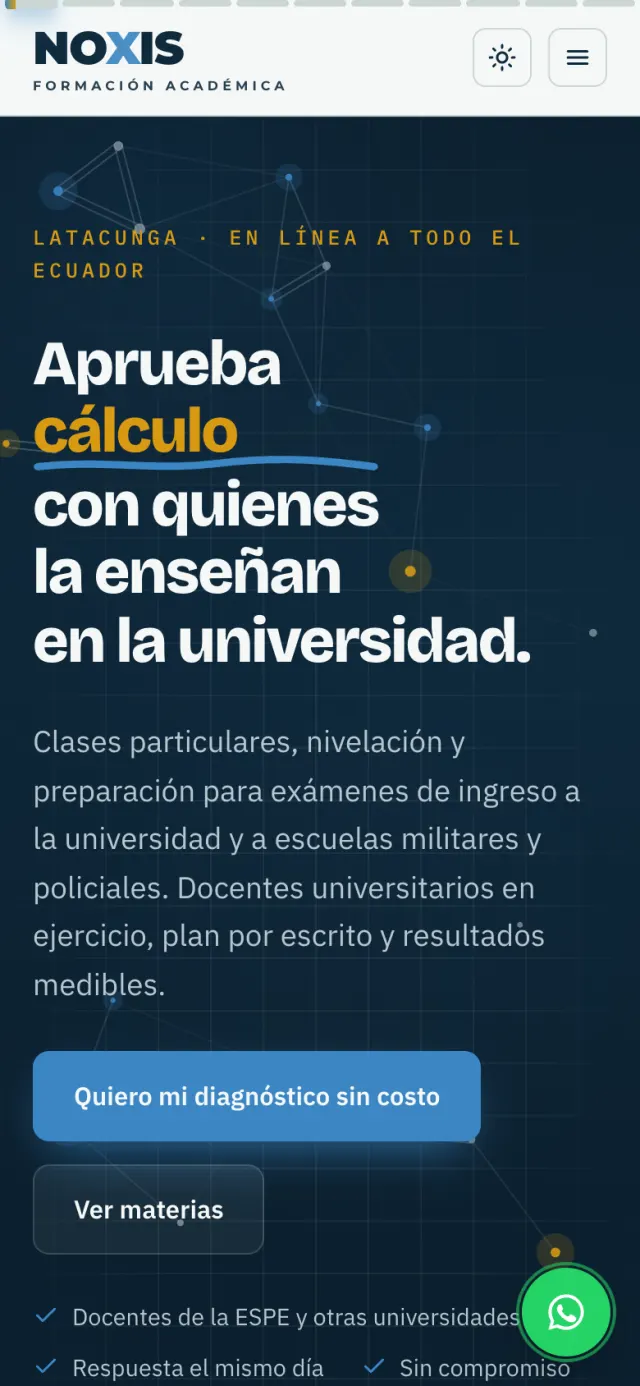 NOXIS
FORMACIÓN ACADÉMICA
LATACUNGA · EN LÍNEA A TODO EL
ECUADOR
Aprueba
cálculo
con quienes
la enseñan
en la universidad.
Clases particulares, nivelación y
preparación para exámenes de ingreso a
la universidad y a escuelas militares y
policiales. Docentes universitarios en
ejercicio, plan por escrito y resultados
medibles.
Quiero mi diagnóstico sin costo
Ver materias
Docentes de la ESPE y otras universidades
Respuesta el mismo día Sin compromiso